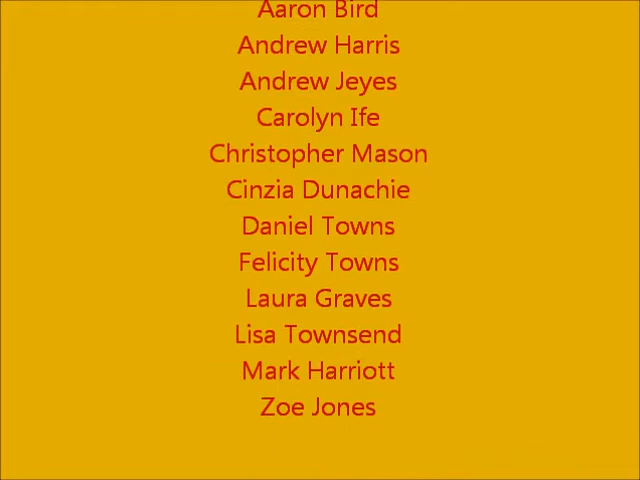 Aaron Bird
Andrew Harris
Andrew Jeyes
Carolyn Ife
Christopher Mason
Cinzia Dunachie
Daniel Towns
Felicity Towns
Laura Graves
Lisa Townsend
Mark Harriott
Zoe Jones